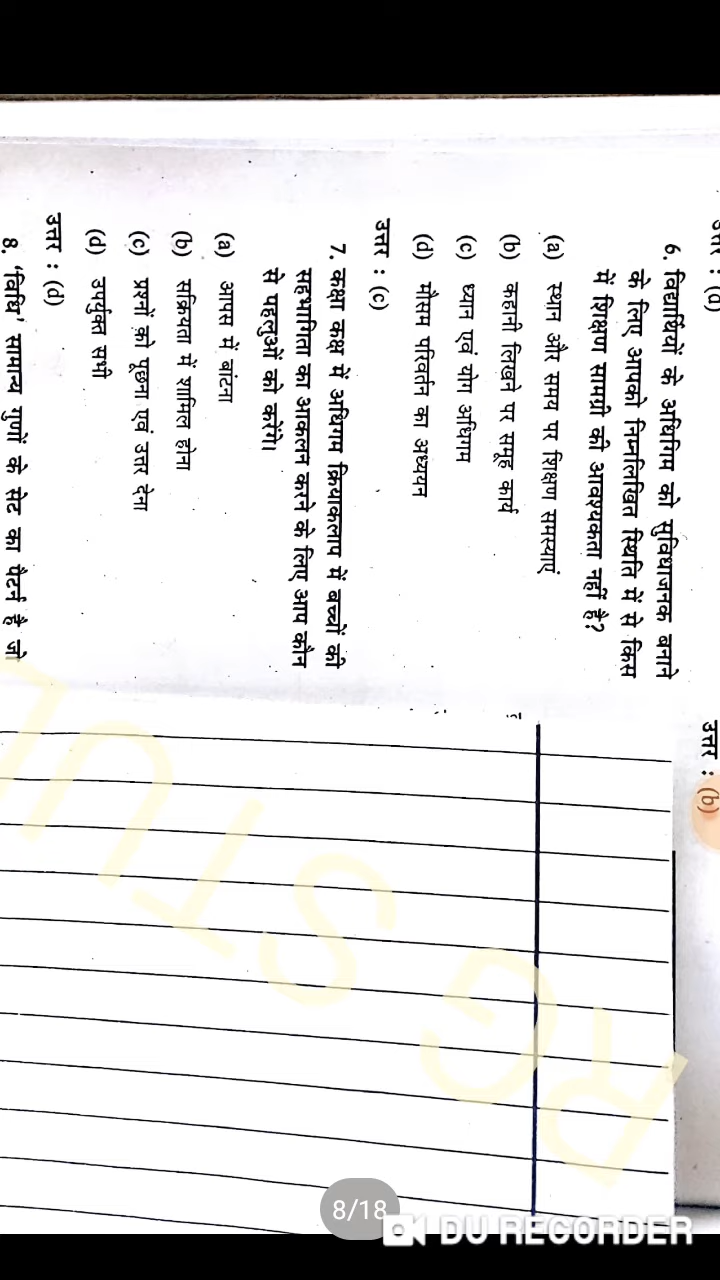 उत्तर : (d)
6. विद्यार्थियों के अधिगिम को सुविधाजनक बनाने
के लिए आपको निम्नलिखित स्थिति में से किस
में शिक्षण सामग्री की आवश्यकता नहीं है?
(a) स्थान और समय पर शिक्षण समस्याएं
(b) कहानी लिखने पर समूह कार्य
(c) ध्यान एवं योग अधिगम
(d) मौसम परिवर्तन का अध्ययन
उत्तर : (c)
7. कक्षा कक्ष में अधिगम क्रियाकलाप में बच्चों की
सहभागिता का आकलन करने के लिए आप कौन
से पहलुओं को करेंगे।
(a) आपस में बांटना
(b) सक्रियता में शामिल होना
(c) प्रश्नों को पूछना एवं उत्तर देना
(d) उपर्युक्त सभी
उत्तर : (d)
8. 'विधि' सामान्य गुणों के सेट का पैटर्न है जो
उत्तर : (b)
RG STU
8/18
DU RECORDER